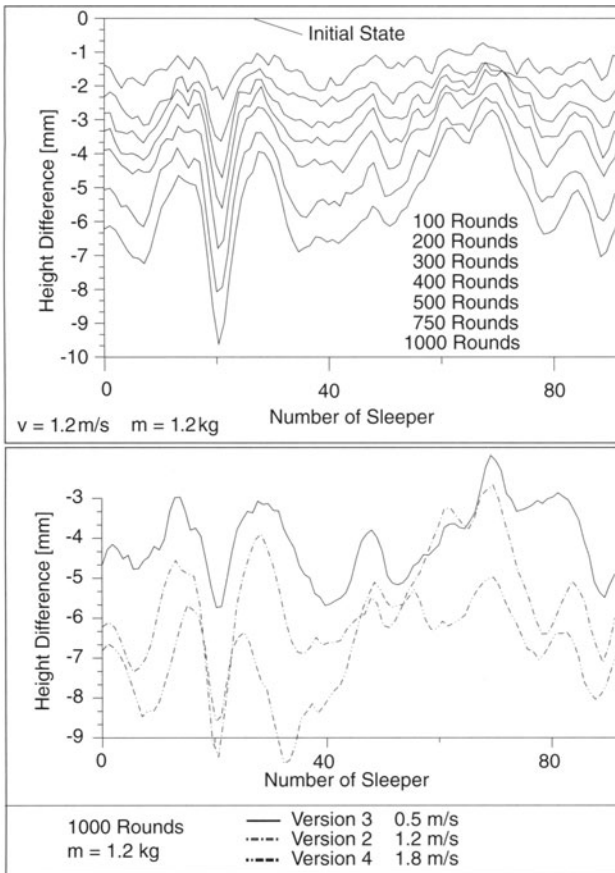 0
-1
-2
-3
-4
-5
-6
-7
-8
-9
-10
Height Difference [mm]
Initial State
100 Rounds
200 Rounds
300 Rounds
400 Rounds
500 Rounds
750 Rounds
1000 Rounds
0 40 80
Number of Sleeper
v = 1.2 m/s m = 1.2 kg
-3
-4
-5
-6
-7
-8
-9
Height Difference [mm]
0 40 80
Number of Sleeper
1000 Rounds
m = 1.2 kg
Version 3 0.5 m/s
Version 2 1.2 m/s
Version 4 1.8 m/s